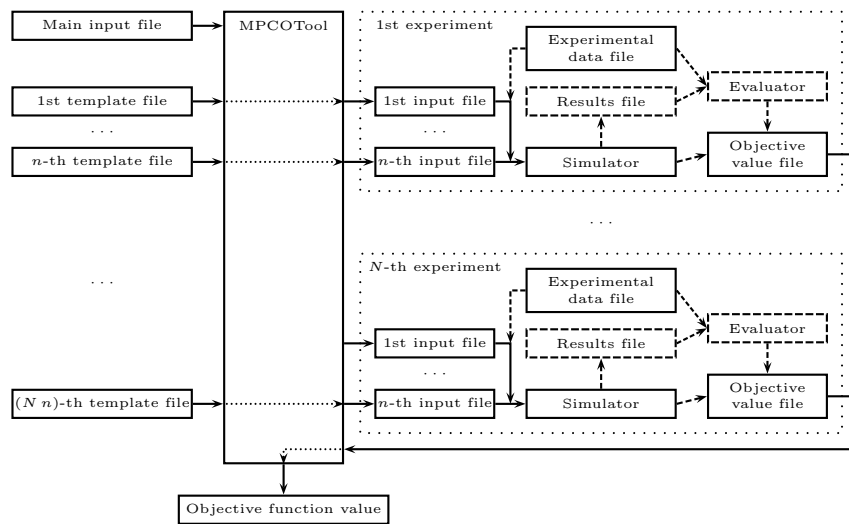 Main input file
MPCOTool
1st experiment
Experimental
data file
1st template file
1st input file
Results file
Evaluator
. . .
. . .
n-th template file
n-th input file
Simulator
Objective
value file
. . .
N-th experiment
. . .
Experimental
data file
1st input file
Results file
Evaluator
. . .
(N n)-th template file
n-th input file
Simulator
Objective
value file
Objective function value